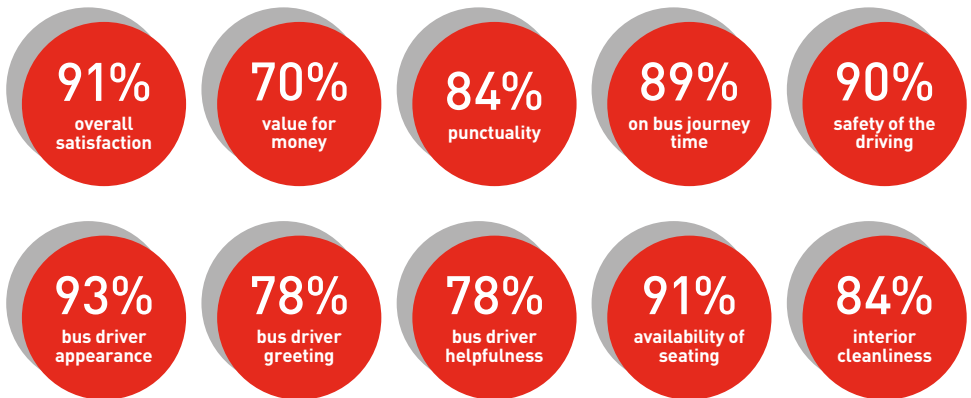 91%
overall
satisfaction
70%
value for
money
84%
punctuality
89%
on bus journey
time
90%
safety of the
driving
93%
bus driver
appearance
78%
bus driver
greeting
78%
bus driver
helpfulness
91%
availability of
seating
84%
interior
cleanliness